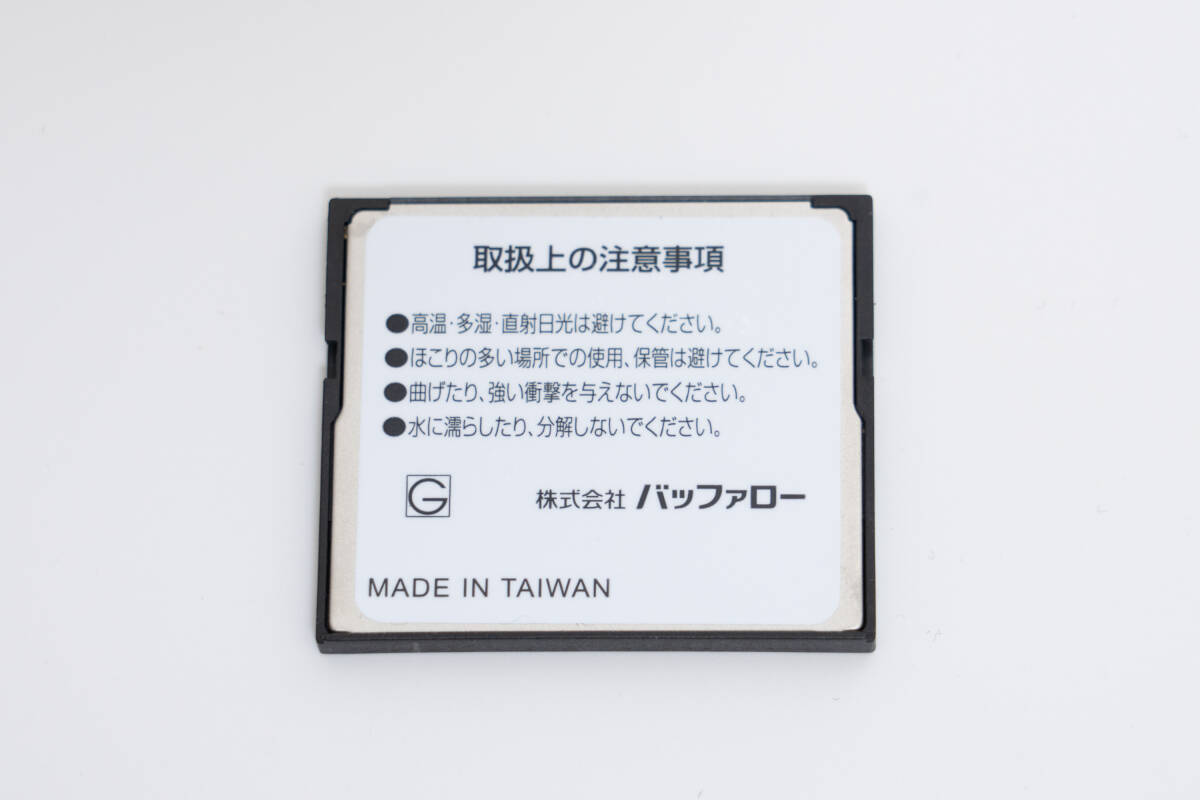 取扱上の注意事項
●高温・多湿・直射日光は避けてください。
●ほこりの多い場所での使用、保管は避けてください。
●曲げたり、強い衝撃を与えないでください。
●水に濡らしたり、分解しないでください。
G 株式会社 バッファロー
MADE IN TAIWAN